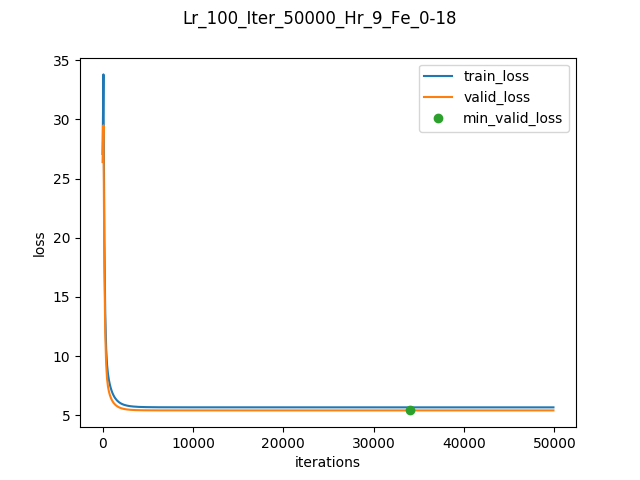 Lr_100_Iter_50000_Hr_9_Fe_0-18
35
30
25
20
15
10
5
loss
train_loss
valid_loss
min_valid_loss
0 10000 20000 30000 40000 50000
iterations